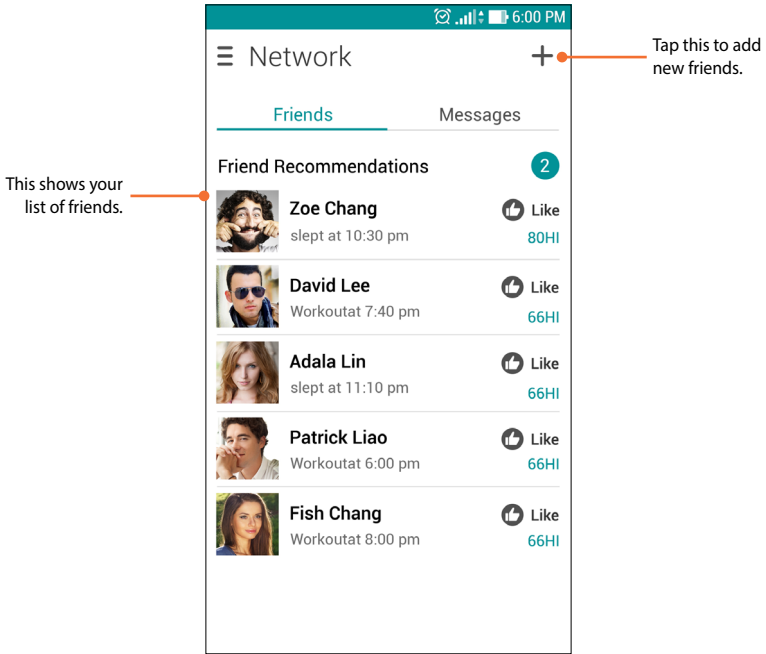 6:00 PM
Network
Tap this to add
new friends.
Friends
Messages
Friend Recommendations
2
This shows your
list of friends.
Zoe Chang
Like
slept at 10:30 pm
80HI
David Lee
Like
Workoutat 7:40 pm
66HI
Adala Lin
Like
slept at 11:10 pm
66HI
Patrick Liao
Like
Workoutat 6:00 pm
66HI
Fish Chang
Like
Workoutat 8:00 pm
66HI